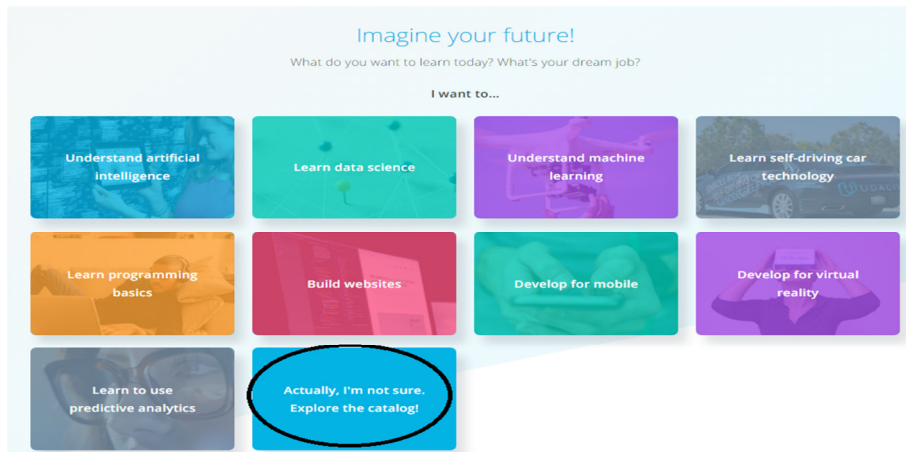 Imagine your future!
What do you want to learn today? What's your dream job?
I want to...
Understand artificial
intelligence
Learn data science
Understand machine
learning
Learn self-driving car
technology
UDACI
Learn programming
basics
Build websites
Develop for mobile
Develop for virtual
reality
Learn to use
predictive analytics
Actually, I'm not sure.
Explore the catalog!